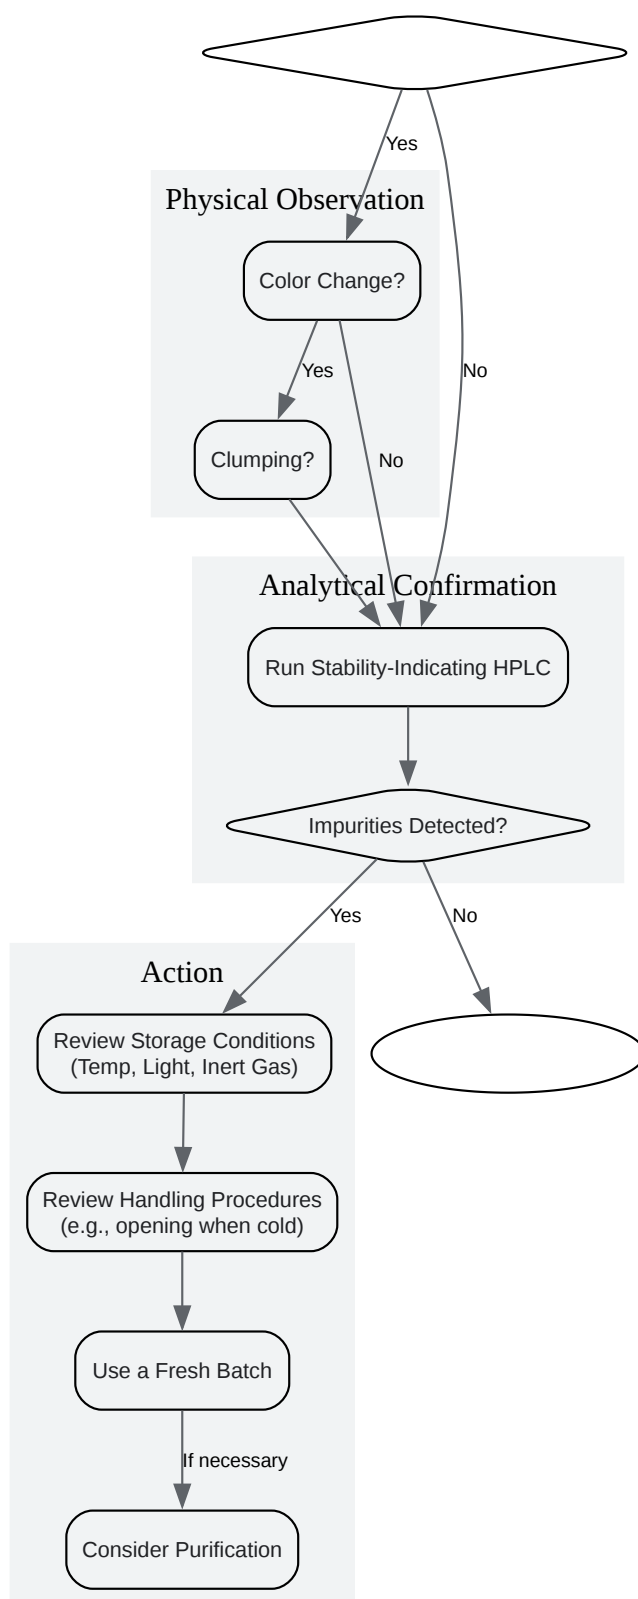 Yes
Physical Observation
Color Change?
Yes
No
Clumping?
No
Analytical Confirmation
Run Stability-Indicating HPLC
Impurities Detected?
Yes
No
Action
Review Storage Conditions
(Temp, Light, Inert Gas)
Review Handling Procedures
(e.g., opening when cold)
Use a Fresh Batch
If necessary
Consider Purification